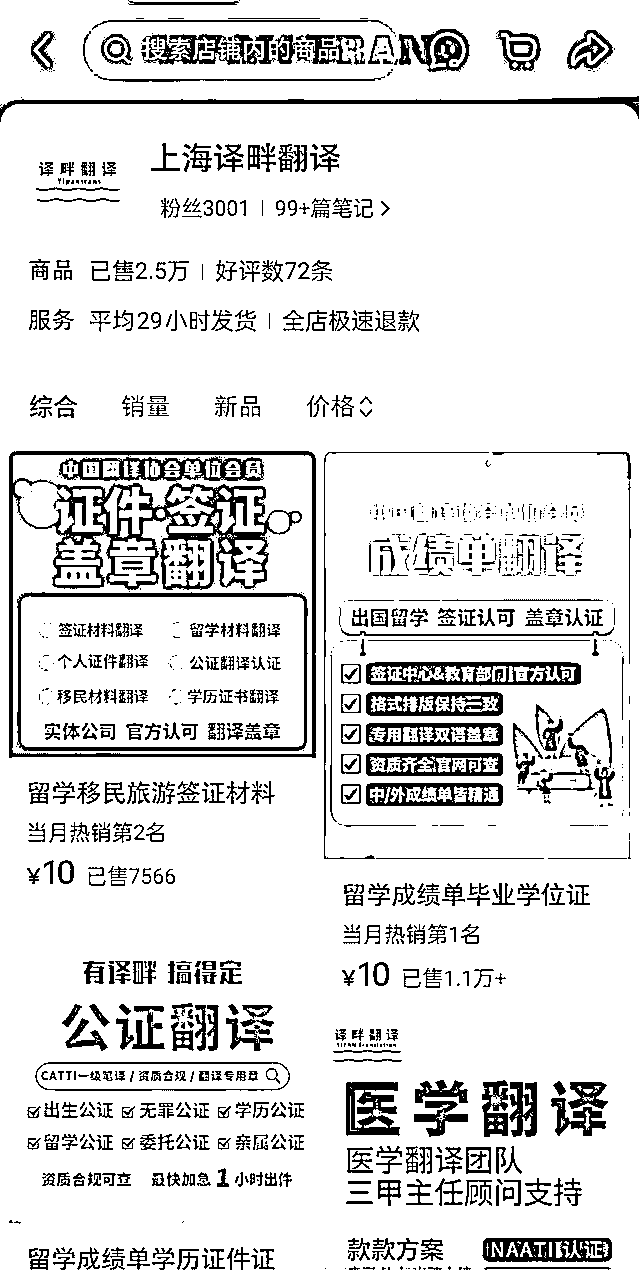 搜索店铺内的商品
译畔翻译
上海译畔翻译
粉丝3001 | 99+篇笔记
商品 已售2.5万 | 好评数72条
服务 平均29小时发货 | 全店极速退款
综合 销量 新品 价格
中国翻译协会单位会员
证件·签证
盖章翻译
签证材料翻译 留学材料翻译
个人证件翻译 公证翻译认证
移民材料翻译 学历证书翻译
实体公司 官方认可 翻译盖章
留学移民旅游签证材料
当月热销第2名
¥10 已售7566
中国翻译协会单位会员
成绩单翻译
出国留学 签证认可 盖章认证
签证中心&教育部门官方认可
格式排版保持一致
专用翻译双语盖章
资质齐全官网可查
中/外成绩单皆精通
留学成绩单毕业学位证
当月热销第1名
¥10 已售1.1万+
有译畔 搞得定
公证翻译
CATTI一级笔译 / 资质合规 / 翻译专用章
出生公证 无罪公证 学历公证
留学公证 委托公证 亲属公证
资质合规可查 最快加急1小时出件
留学成绩单学历证件证
译畔翻译
医学翻译
医学翻译团队
三甲主任顾问支持
款款方案 NAATI认证